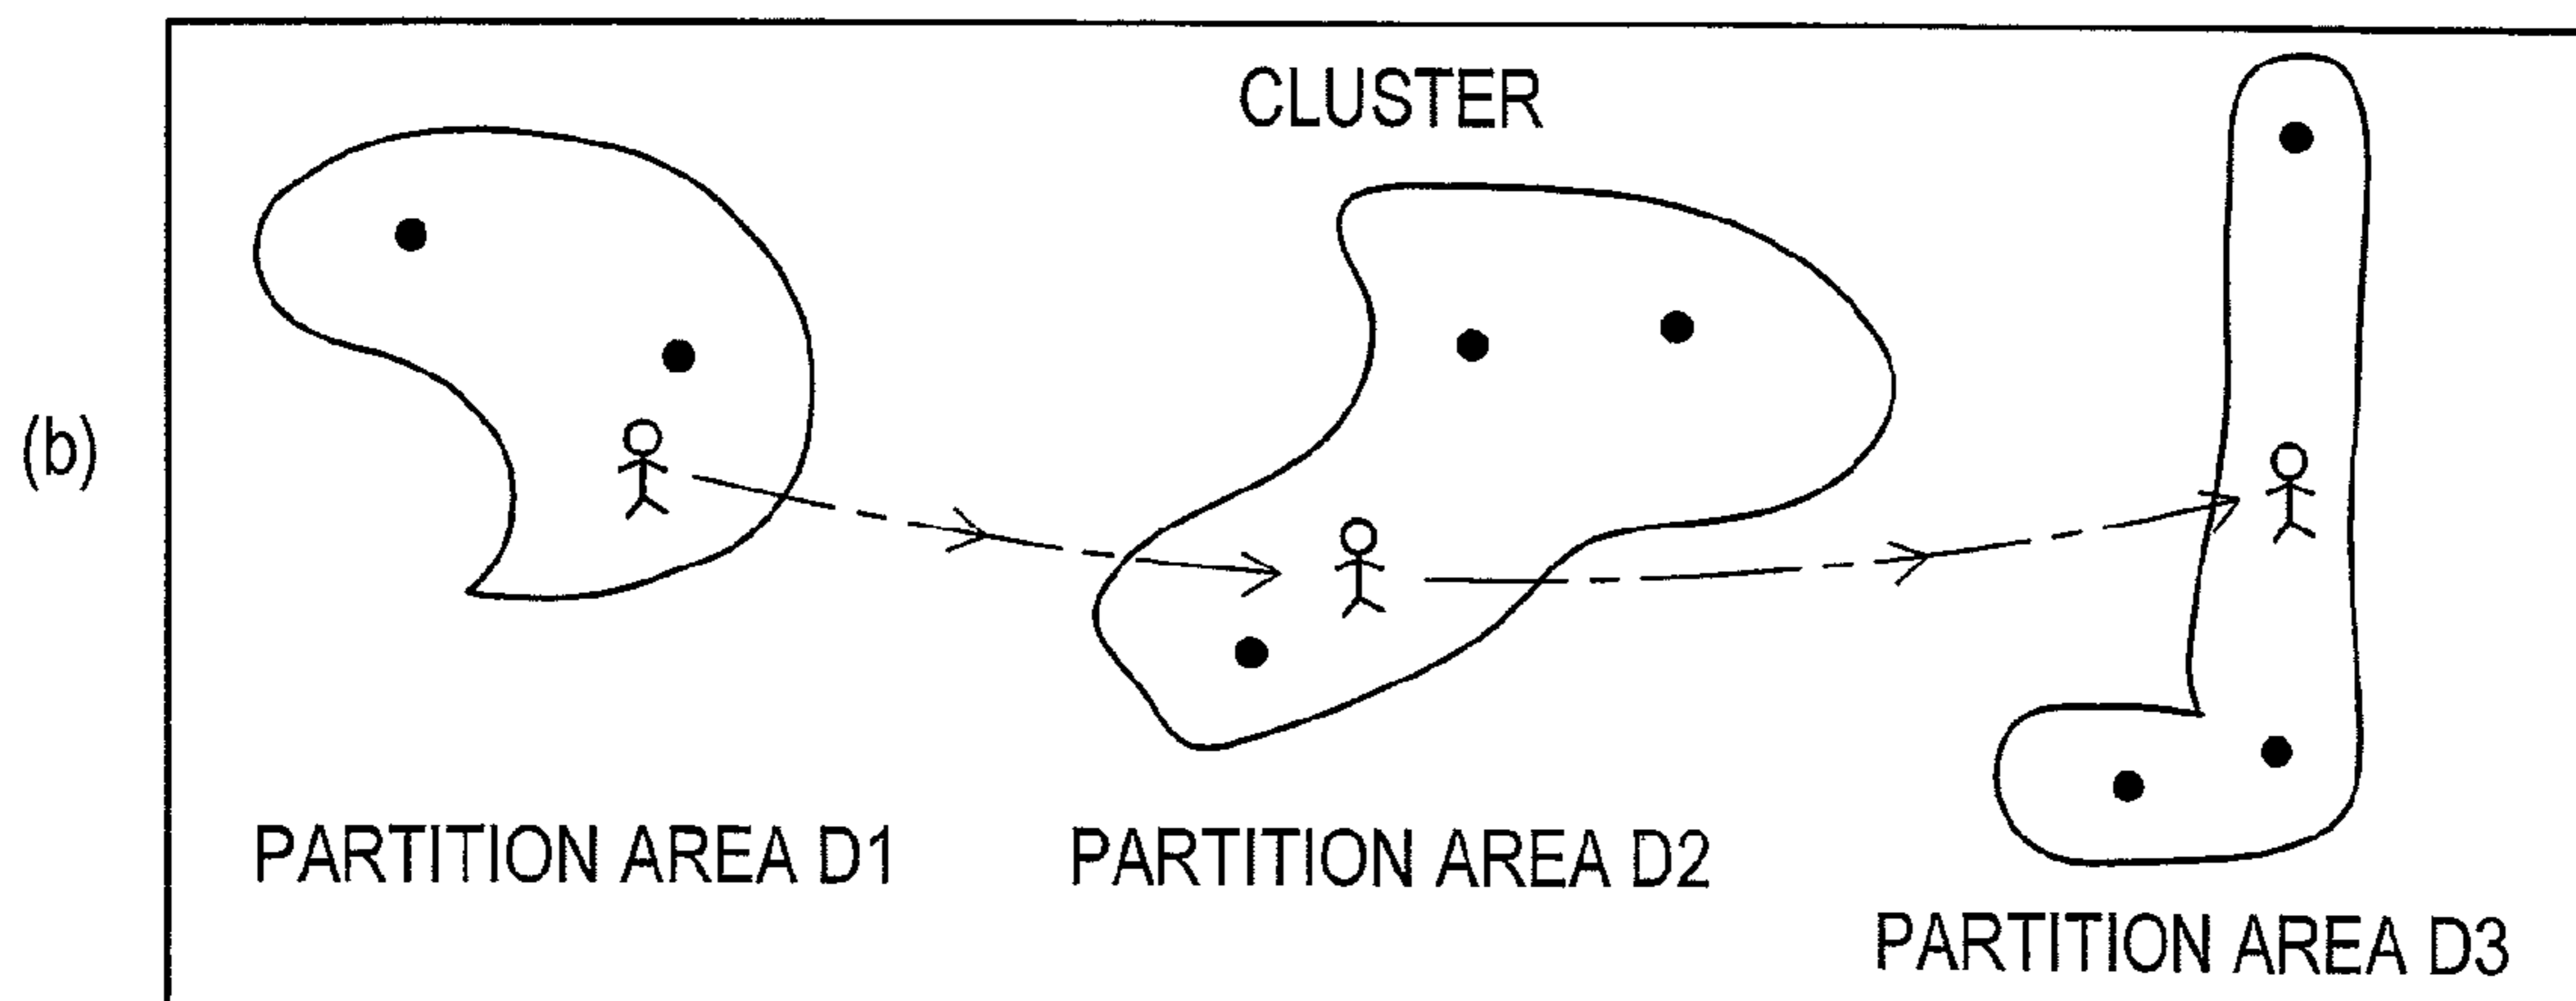 CLUSTER
(b)
PARTITION AREA D1
PARTITION AREA D2
PARTITION AREA D3